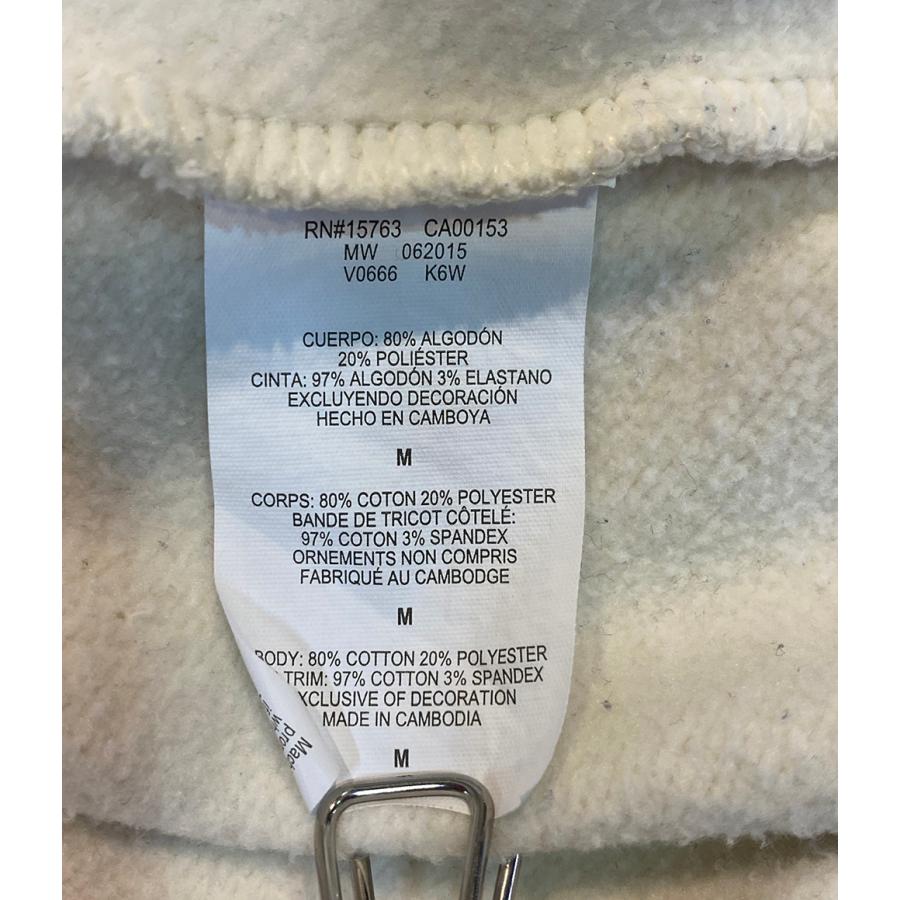 RN#15763 CA00153
MW 062015
V0666 K6W
CUERPO: 80% ALGODÓN
20% POLIÉSTER
CINTA: 97% ALGODÓN 3% ELASTANO
EXCLUYENDO DECORACIÓN
HECHO EN CAMBOYA
M
CORPS: 80% COTON 20% POLYESTER
BANDE DE TRICOT CÔTELÉ:
97% COTON 3% SPANDEX
ORNEMENTS NON COMPRIS
FABRIQUÉ AU CAMBODGE
M
BODY: 80% COTTON 20% POLYESTER
TRIM: 97% COTTON 3% SPANDEX
EXCLUSIVE OF DECORATION
MADE IN CAMBODIA
M